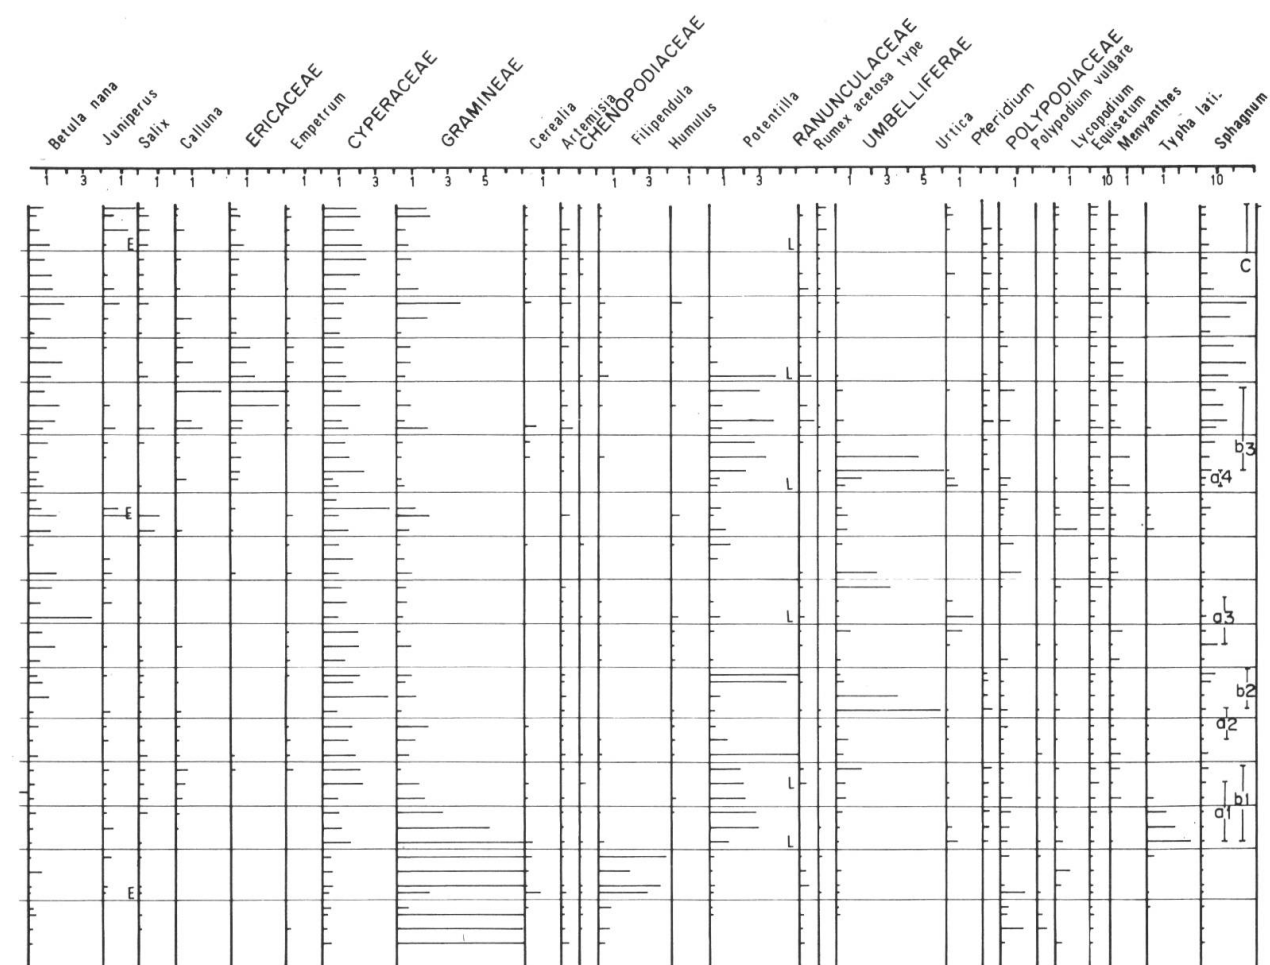 Betula nana
Juniperus
Salix
Calluna
ERICACEAE
Empetrum
CYPERACEAE
GRAMINEAE
Cerealia
Artemisia
CHENOPODIACEAE
Filipendula
Humulus
Potentilla
RANUNCULACEAE
Rumex acetosa type
UMBELLIFERAE
Urtica
Pteridium
POLYPODIACEAE
Polypodium vulgare
Lycopodium
Equisetum
Menyanthes
Typha lati-
Sphagnum
1 3 1 1 1 1 1 1 3 1 3 5 1 1 3 1 1 3 1 3 5 1 1 1 10 1 1 10
E L
C
L
b3
a4
L
E
a3
L
b2
a2
L
b1
a1
L
E